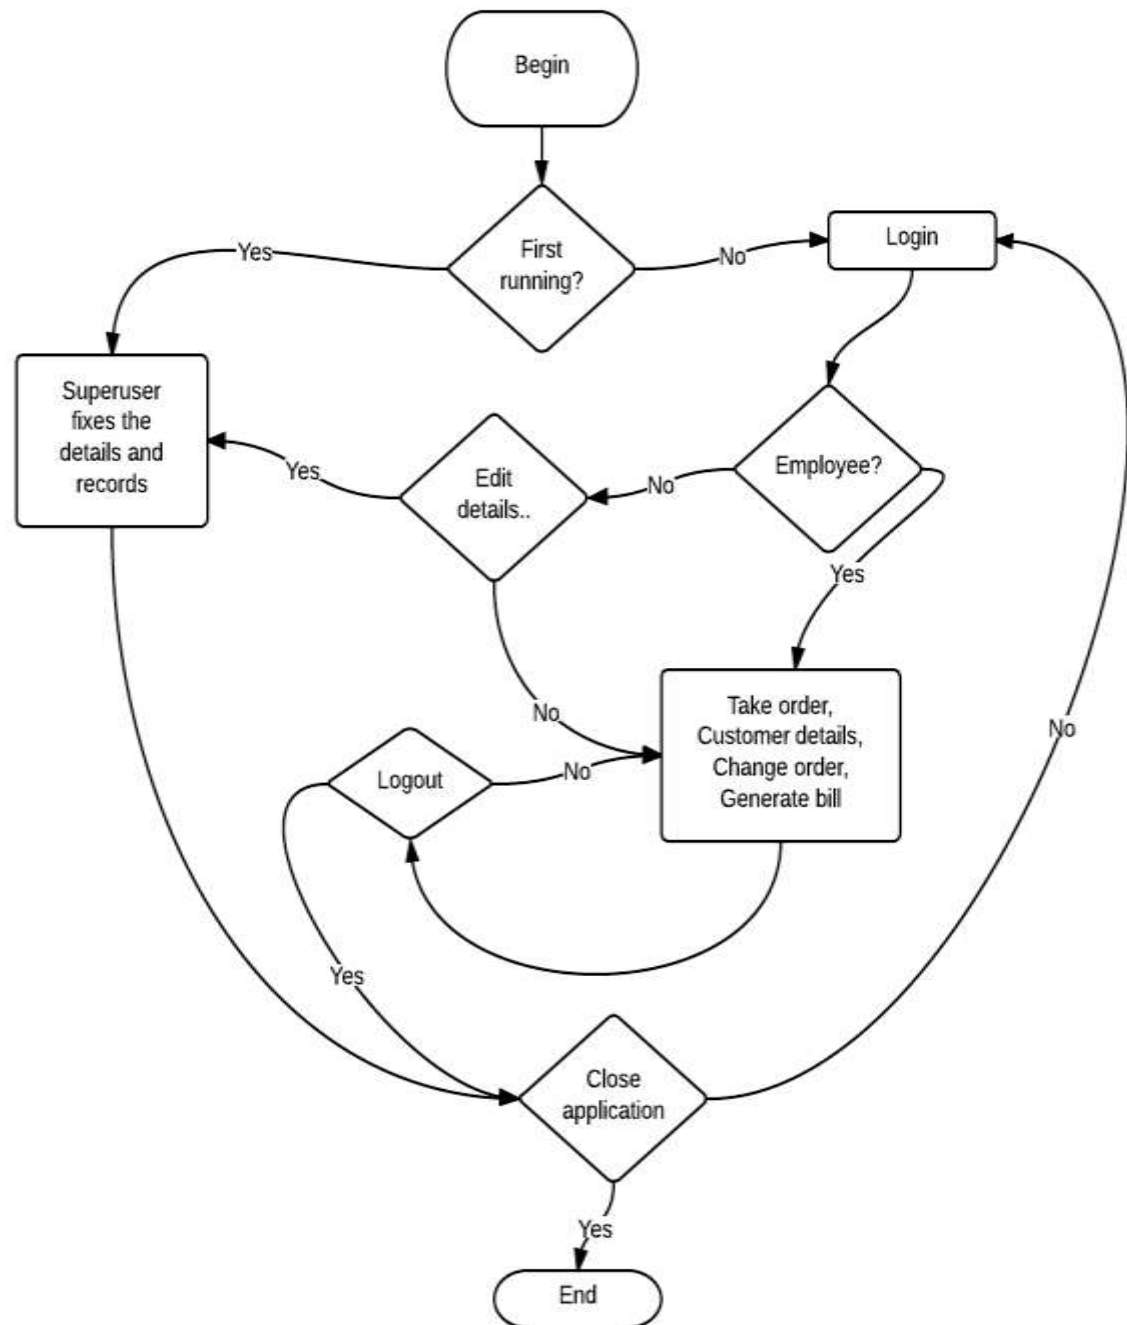 Begin
First
running?
Yes
No
Login
Superuser
fixes the
details and
records
Yes
Edit
details..
No
Employee?
Yes
No
Take order,
Customer details,
Change order,
Generate bill
Logout
No
No
Yes
Close
application
Yes
End